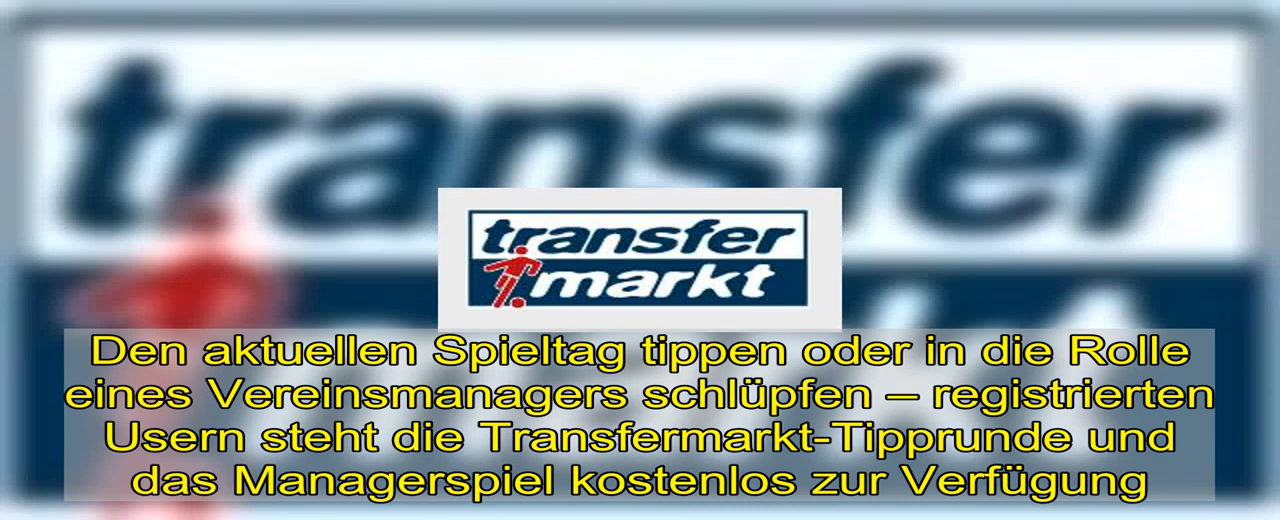 transfer
transfer
markt
Den aktuellen Spieltag tippen oder in die Rolle
eines Vereinsmanagers schlüpfen – registrierten
Usern steht die Transfermarkt-Tipprunde und
das Managerspiel kostenlos zur Verfügung